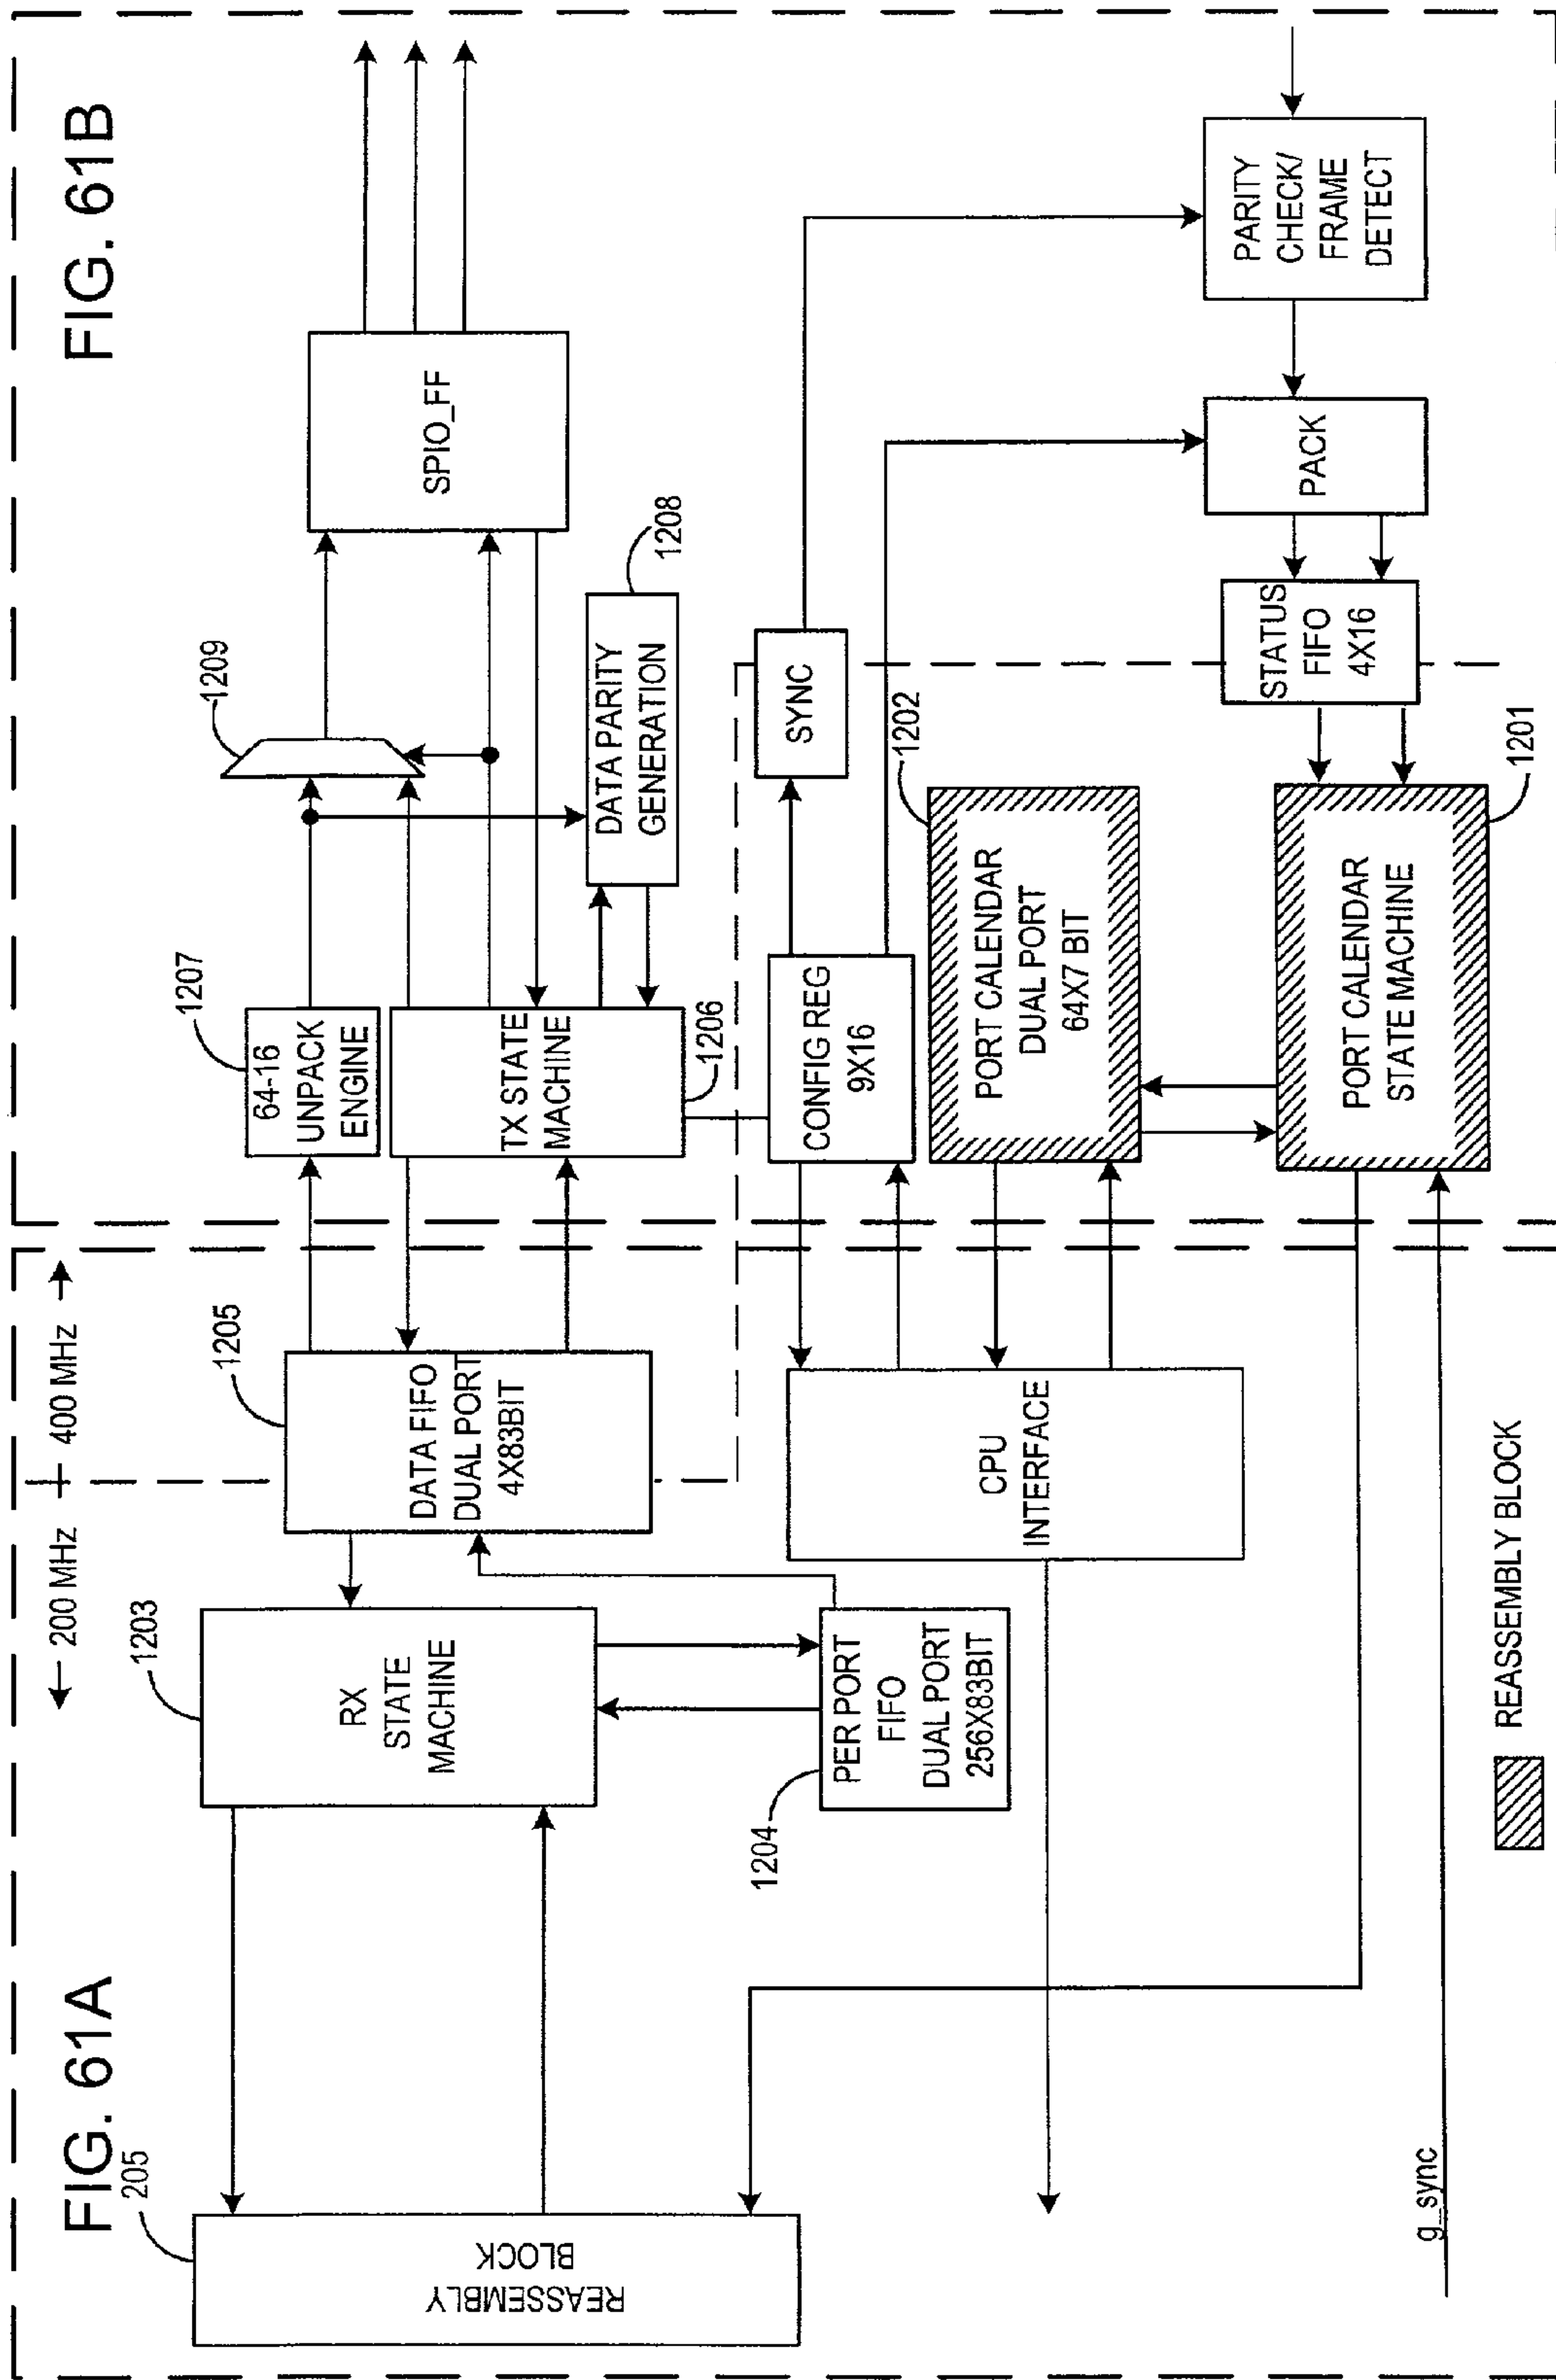 FIG. 61A
← 200 MHz
400 MHz →
205
REASSEMBLY
BLOCK
1203
RX
STATE
MACHINE
1204
PER PORT
FIFO
DUAL PORT
256X83BIT
1205
DATA FIFO
DUAL PORT
4X83BIT
CPU
INTERFACE
g_sync
REASSEMBLY BLOCK
FIG. 61B
1207
64-16
UNPACK
ENGINE
TX STATE
MACHINE
1206
1209
1208
DATA PARITY
GENERATION
SPIO_FF
CONFIG REG
9X16
SYNC
1202
PORT CALENDAR
DUAL PORT
64X7 BIT
PORT CALENDAR
STATE MACHINE
1201
STATUS
FIFO
4X16
PACK
PARITY
CHECK/
FRAME
DETECT